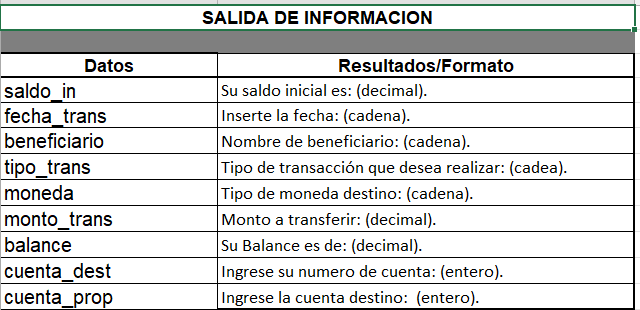 SALIDA DE INFORMACION
Datos Resultados/Formato
saldo_in Su saldo inicial es: (decimal).
fecha_trans Inserte la fecha: (cadena).
beneficiario Nombre de beneficiario: (cadena).
tipo_trans Tipo de transacción que desea realizar: (cadea).
moneda Tipo de moneda destino: (cadena).
monto_trans Monto a transferir: (decimal).
balance Su Balance es de: (decimal).
cuenta_dest Ingrese su numero de cuenta: (entero).
cuenta_prop Ingrese la cuenta destino: (entero).